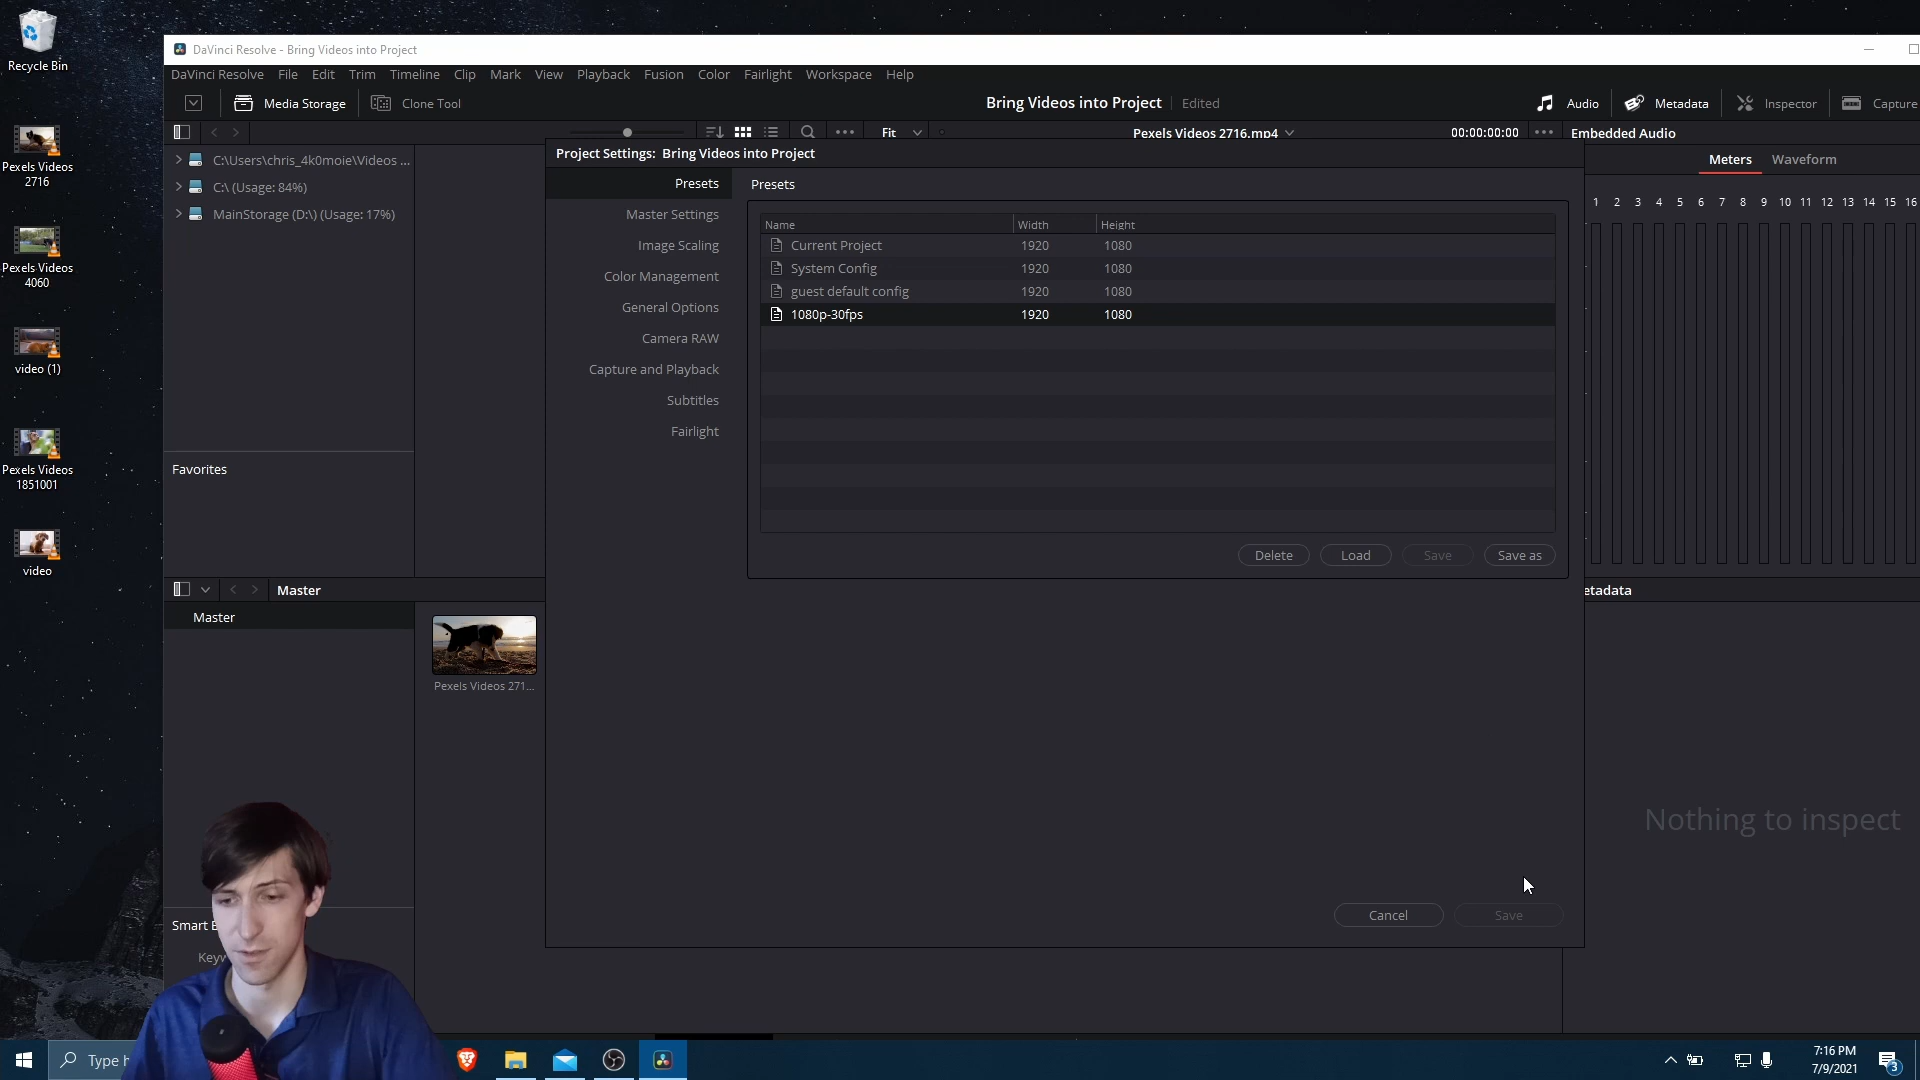 Recycle Bin
Pexels Videos
2716
Pexels Videos
4060
video (1)
Pexels Videos
1851001
video
DaVinci Resolve - Bring Videos into Project
DaVinci Resolve File Edit Trim Timeline Clip Mark View Playback Fusion Color Fairlight Workspace Help
Media Storage Clone Tool Bring Videos into Project Edited Audio Metadata Inspector Capture
Fit Pexels Videos 2716.mp4 00:00:00:00 Embedded Audio
C:\Users\chris_4k0moie\Videos ...
C:\ (Usage: 84%)
MainStorage (D:\) (Usage: 17%)
Favorites
Master
Master
Pexels Videos 271...
Project Settings: Bring Videos into Project
Presets
Master Settings
Image Scaling
Color Management
General Options
Camera RAW
Capture and Playback
Subtitles
Fairlight
Presets
Name Width Height
Current Project 1920 1080
System Config 1920 1080
guest default config 1920 1080
1080p-30fps 1920 1080
Delete Load Save Save as
Cancel Save
Meters Waveform
1 2 3 4 5 6 7 8 9 10 11 12 13 14 15 16
etadata
Nothing to inspect
Smart B
Keyw
Type h
7:16 PM
7/9/2021
3